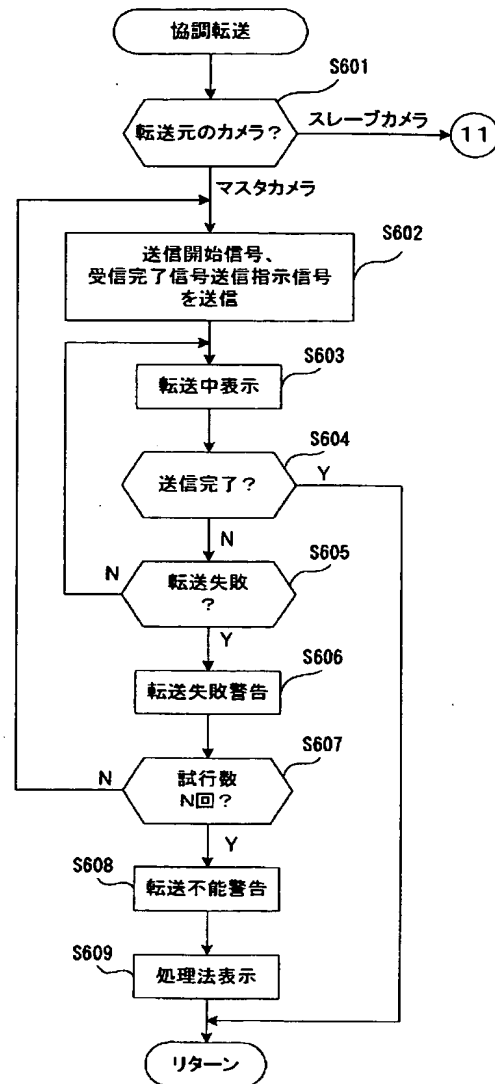 協調転送
S601
転送元のカメラ?
スレーブカメラ
11
マスタカメラ
S602
送信開始信号、
受信完了信号送信指示信号
を送信
S603
転送中表示
S604
送信完了?
Y
N
S605
転送失敗
?
N
Y
S606
転送失敗警告
S607
試行数
N回?
N
Y
S608
転送不能警告
S609
処理法表示
リターン